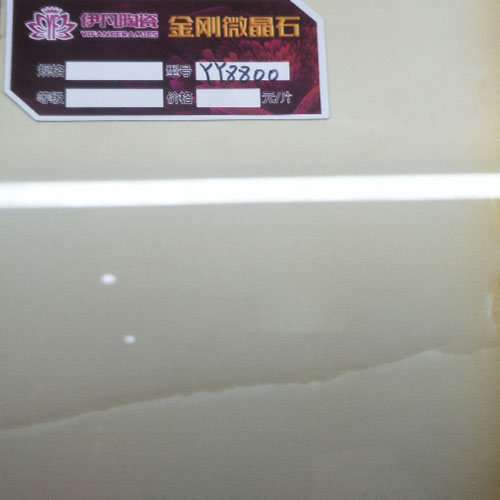 伊凡陶瓷 金刚微晶石
YIFANCERAMICS
规格 型号 YY8800
等级 价格 元/片